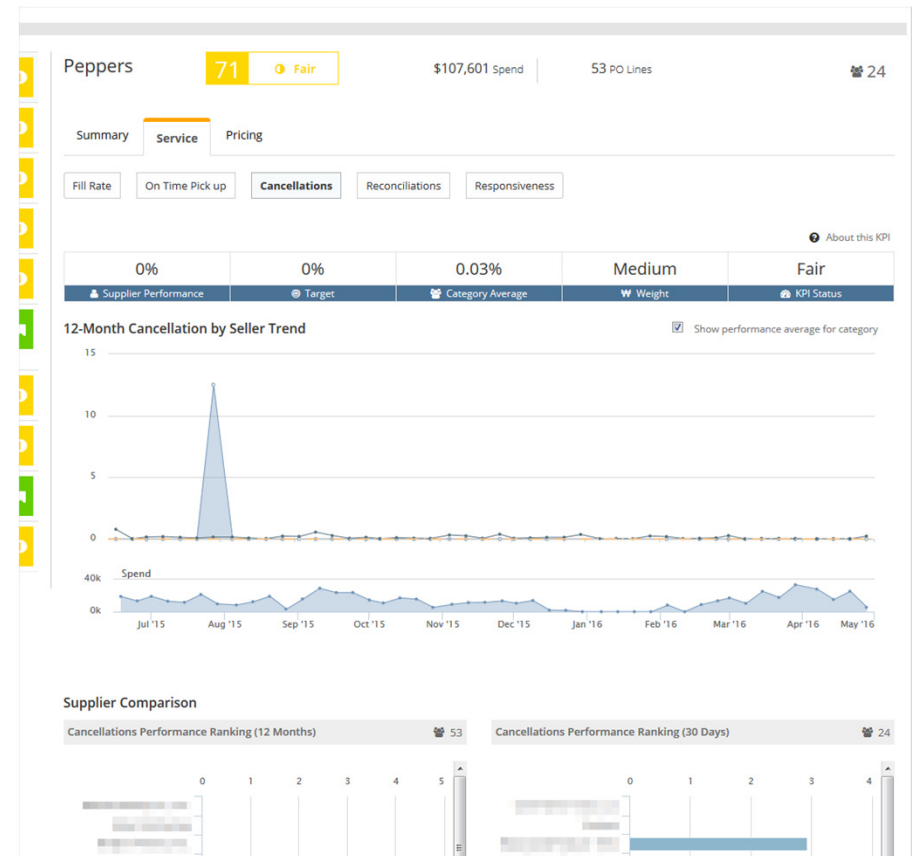 Peppers 71 Fair $107,601 Spend 53 PO Lines 24
Summary Service Pricing
Fill Rate On Time Pick up Cancellations Reconciliations Responsiveness
About this KPI
0% 0% 0.03% Medium Fair
Supplier Performance Target Category Average Weight KPI Status
12-Month Cancellation by Seller Trend Show performance average for category
15
10
5
0
Spend
40k
0k
Jul '15 Aug '15 Sep '15 Oct '15 Nov '15 Dec '15 Jan '16 Feb '16 Mar '16 Apr '16 May '16
Supplier Comparison
Cancellations Performance Ranking (12 Months) 53 Cancellations Performance Ranking (30 Days) 24
0 1 2 3 4 5 0 1 2 3 4